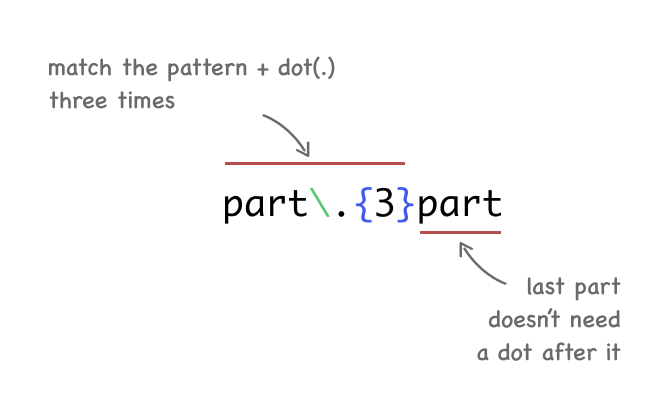 match the pattern + dot(.)
three times
part\.{3}part
last part
doesn't need
a dot after it